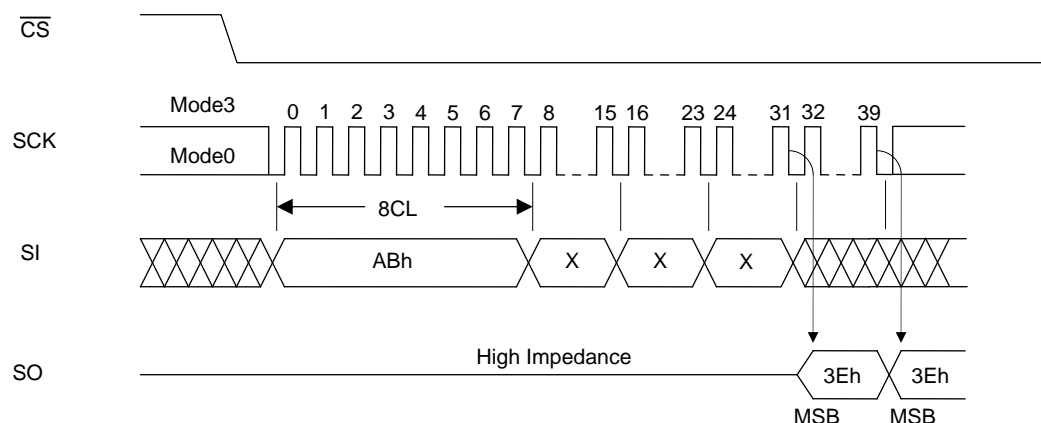 CS
Mode3
0 1 2 3 4 5 6 7 8 15 16 23 24 31 32 39
SCK
Mode0
8CL
SI
ABh X X X
High Impedance
SO
3Eh 3Eh
MSB MSB